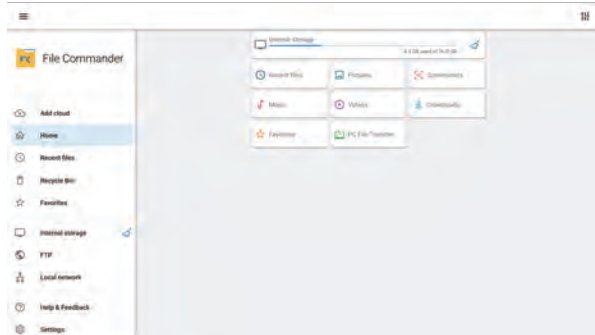 FC
File Commander
Add cloud
Home
Recent files
Recycle Bin
Favorites
Internal storage
FTP
Local network
Help & Feedback
Settings
Internal storage
Recent files
Pictures
Music
Videos
Downloads
Favorites
PC File Transfer